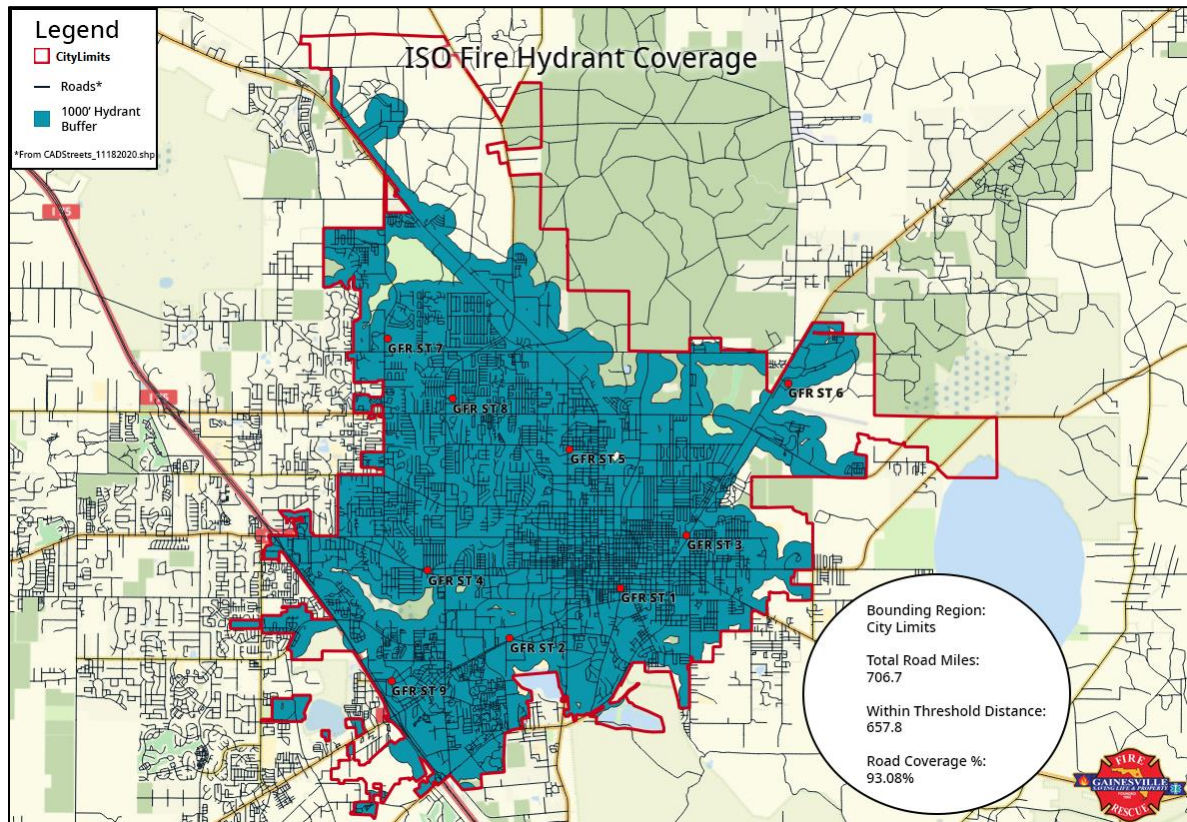 Legend
CityLimits
Roads*
1000' Hydrant
Buffer
*From CADStreets_11182020.shp
ISO Fire Hydrant Coverage
GFR ST 7
GFR ST 8
GFR ST 6
GFR ST 5
GFR ST 3
GFR ST 4
GFR ST 1
GFR ST 2
GFR ST 9
Bounding Region:
City Limits
Total Road Miles:
706.7
Within Threshold Distance:
657.8
Road Coverage %:
93.08%
FIRE
GAINESVILLE
SAVING LIFE & PROPERTY
RESCUE